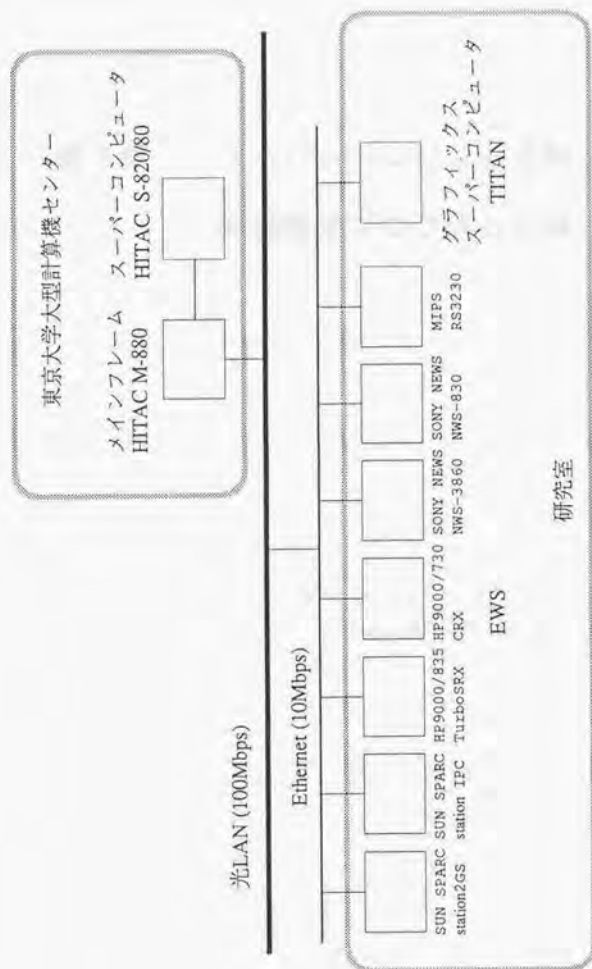 東京大学大型計算機センター
メインフレーム
HITAC M-880
スーパーコンピュータ
HITAC S-820/80
光LAN (100Mbps)
Ethernet (10Mbps)
SUN SPARC
station2GS
SUN SPARC
station IPC
HP9000/835
TurboSRX
HP9000/730
CRX
SONY NEWS
NWS-3860
SONY NEWS
NWS-830
MIPS
RS3230
グラフィックス
スーパーコンピュータ
TITAN
EWS
研究室